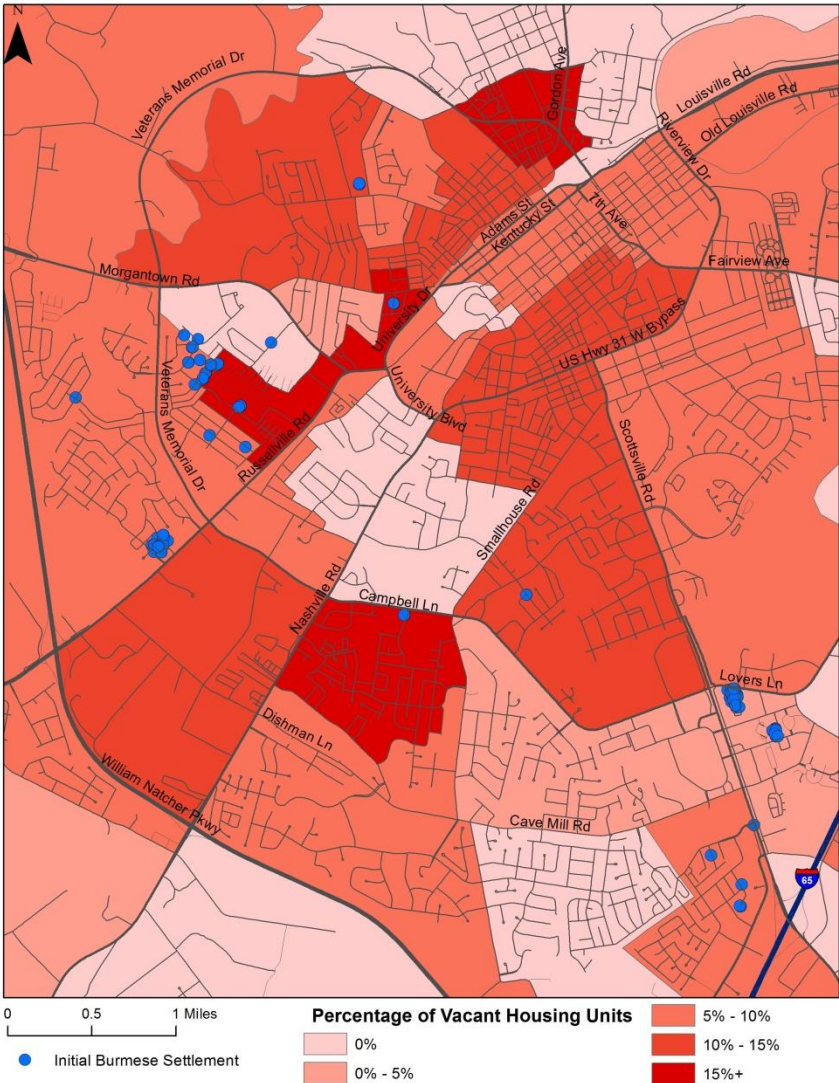 N
Veterans Memorial Dr
Gordon Ave
Louisville Rd
Old Louisville Rd
Riverview Dr
Adams St
Kentucky St
7th Ave
Morgantown Rd
Fairview Ave
University Dr
US Hwy 31 W Bypass
Veterans Memorial Dr
University Blvd
Russellville Rd
Scottsville Rd
Smallhouse Rd
Nashville Rd
Campbell Ln
Lovers Ln
Dishman Ln
William Natcher Pkwy
Cave Mill Rd
65
0 0.5 1 Miles
Initial Burmese Settlement
Percentage of Vacant Housing Units
0%
0% - 5%
5% - 10%
10% - 15%
15%+